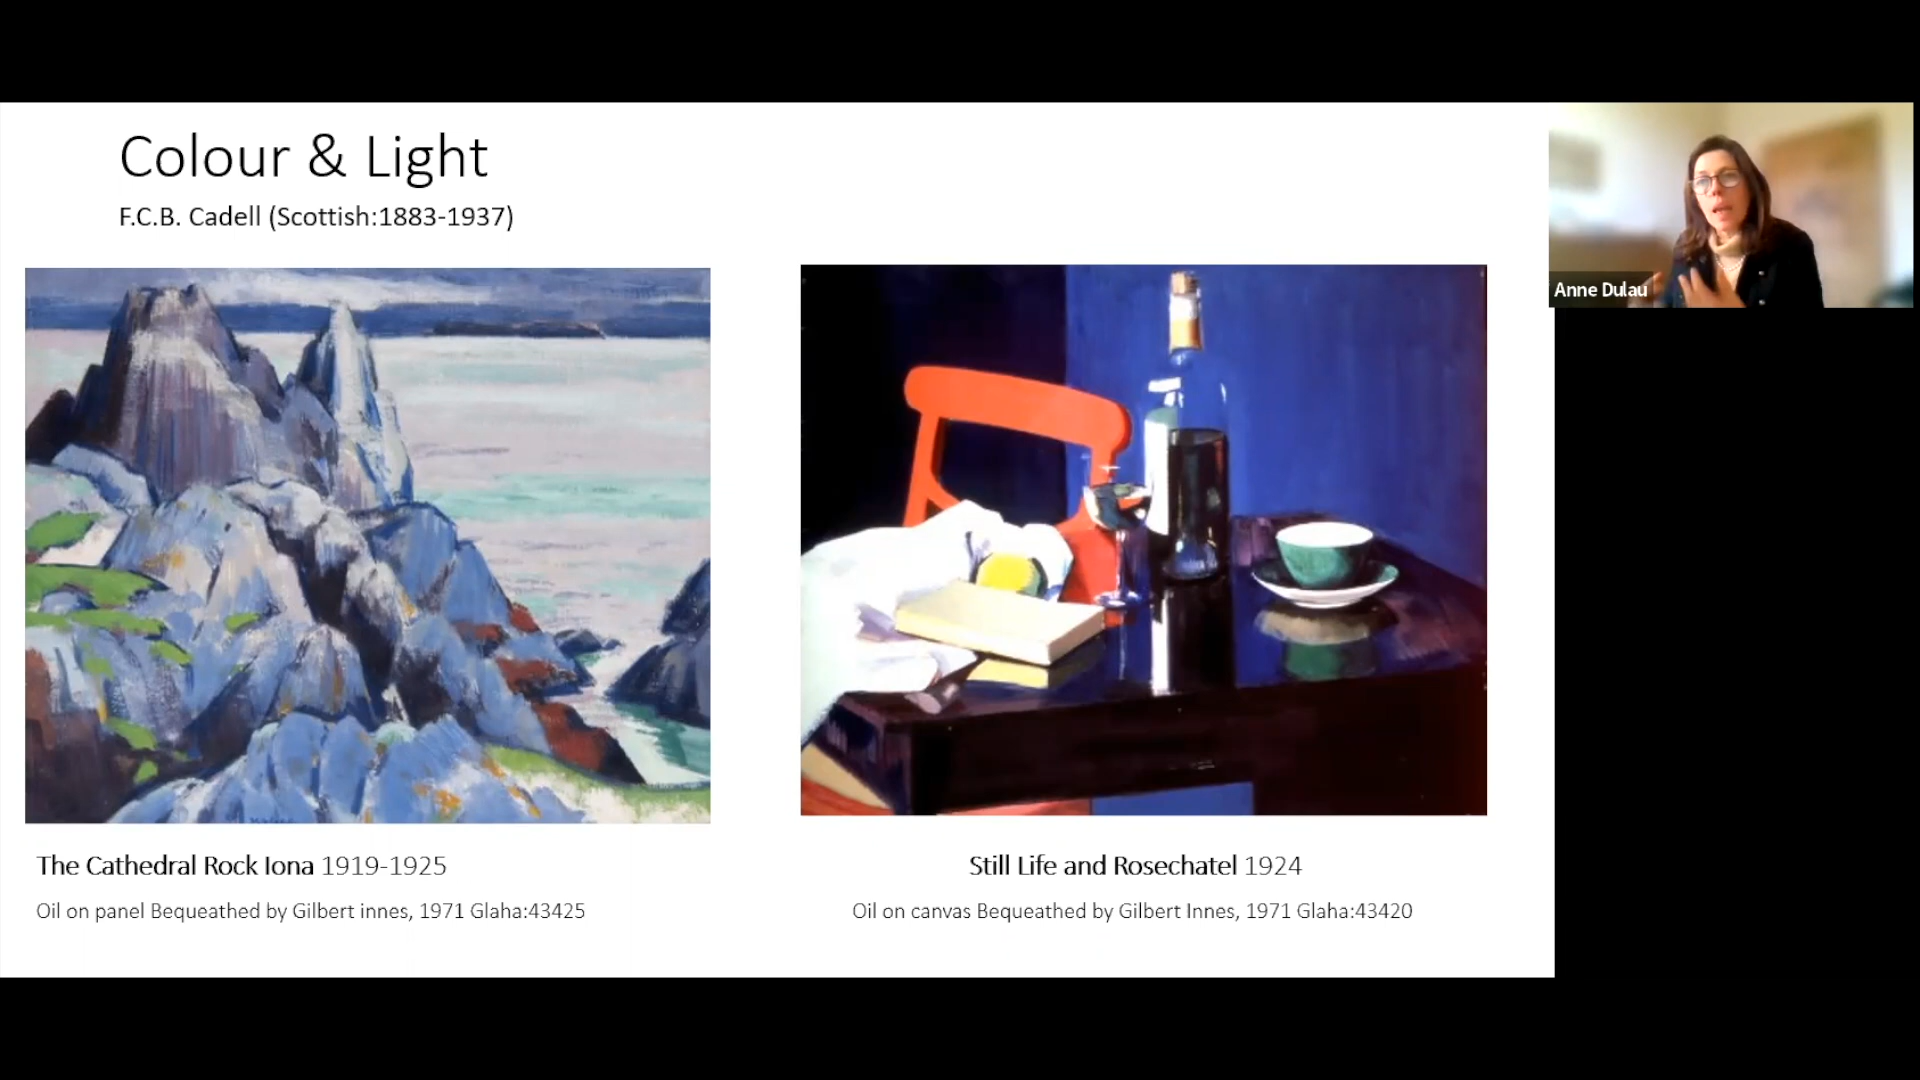 Colour & Light
F.C.B. Cadell (Scottish:1883-1937)
Anne Dulau
The Cathedral Rock Iona 1919-1925
Oil on panel Bequeathed by Gilbert innes, 1971 Glaha:43425
Still Life and Rosechatel 1924
Oil on canvas Bequeathed by Gilbert Innes, 1971 Glaha:43420